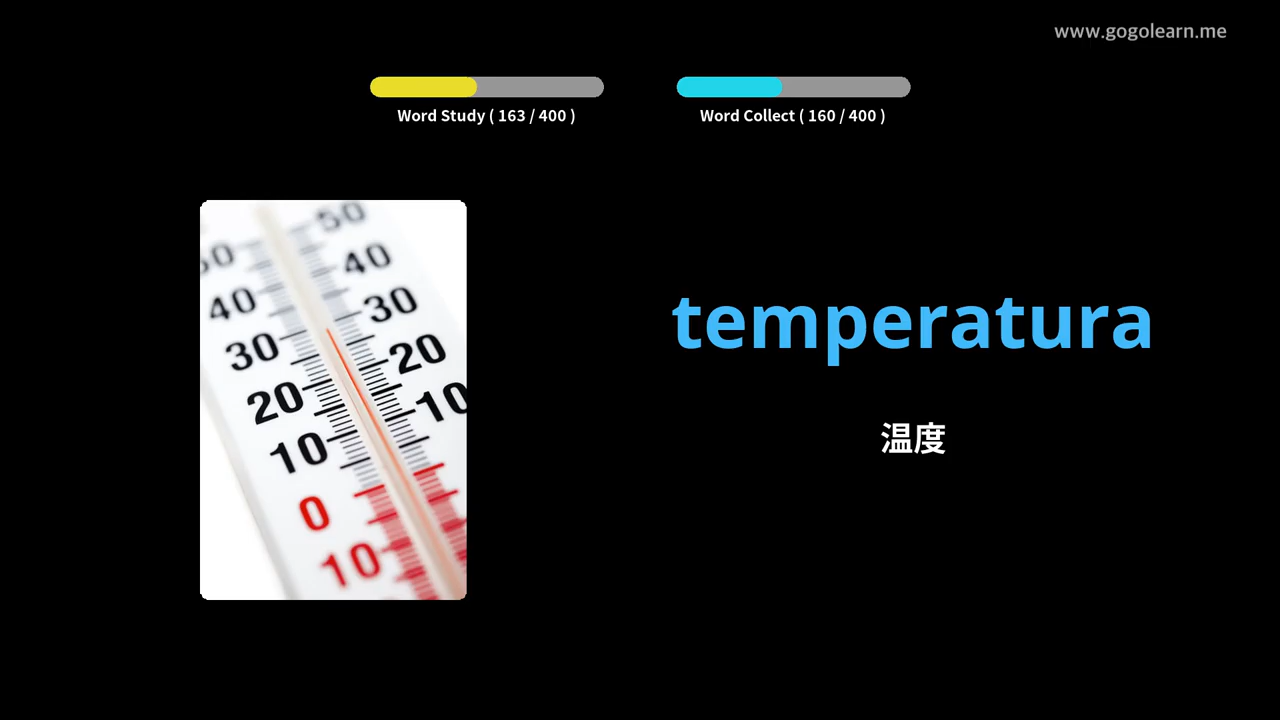 www.gogolearn.me
Word Study ( 163 / 400 )
Word Collect ( 160 / 400 )
50
50
40
40
30
30
20
20
10
10
0
10
temperatura
温度